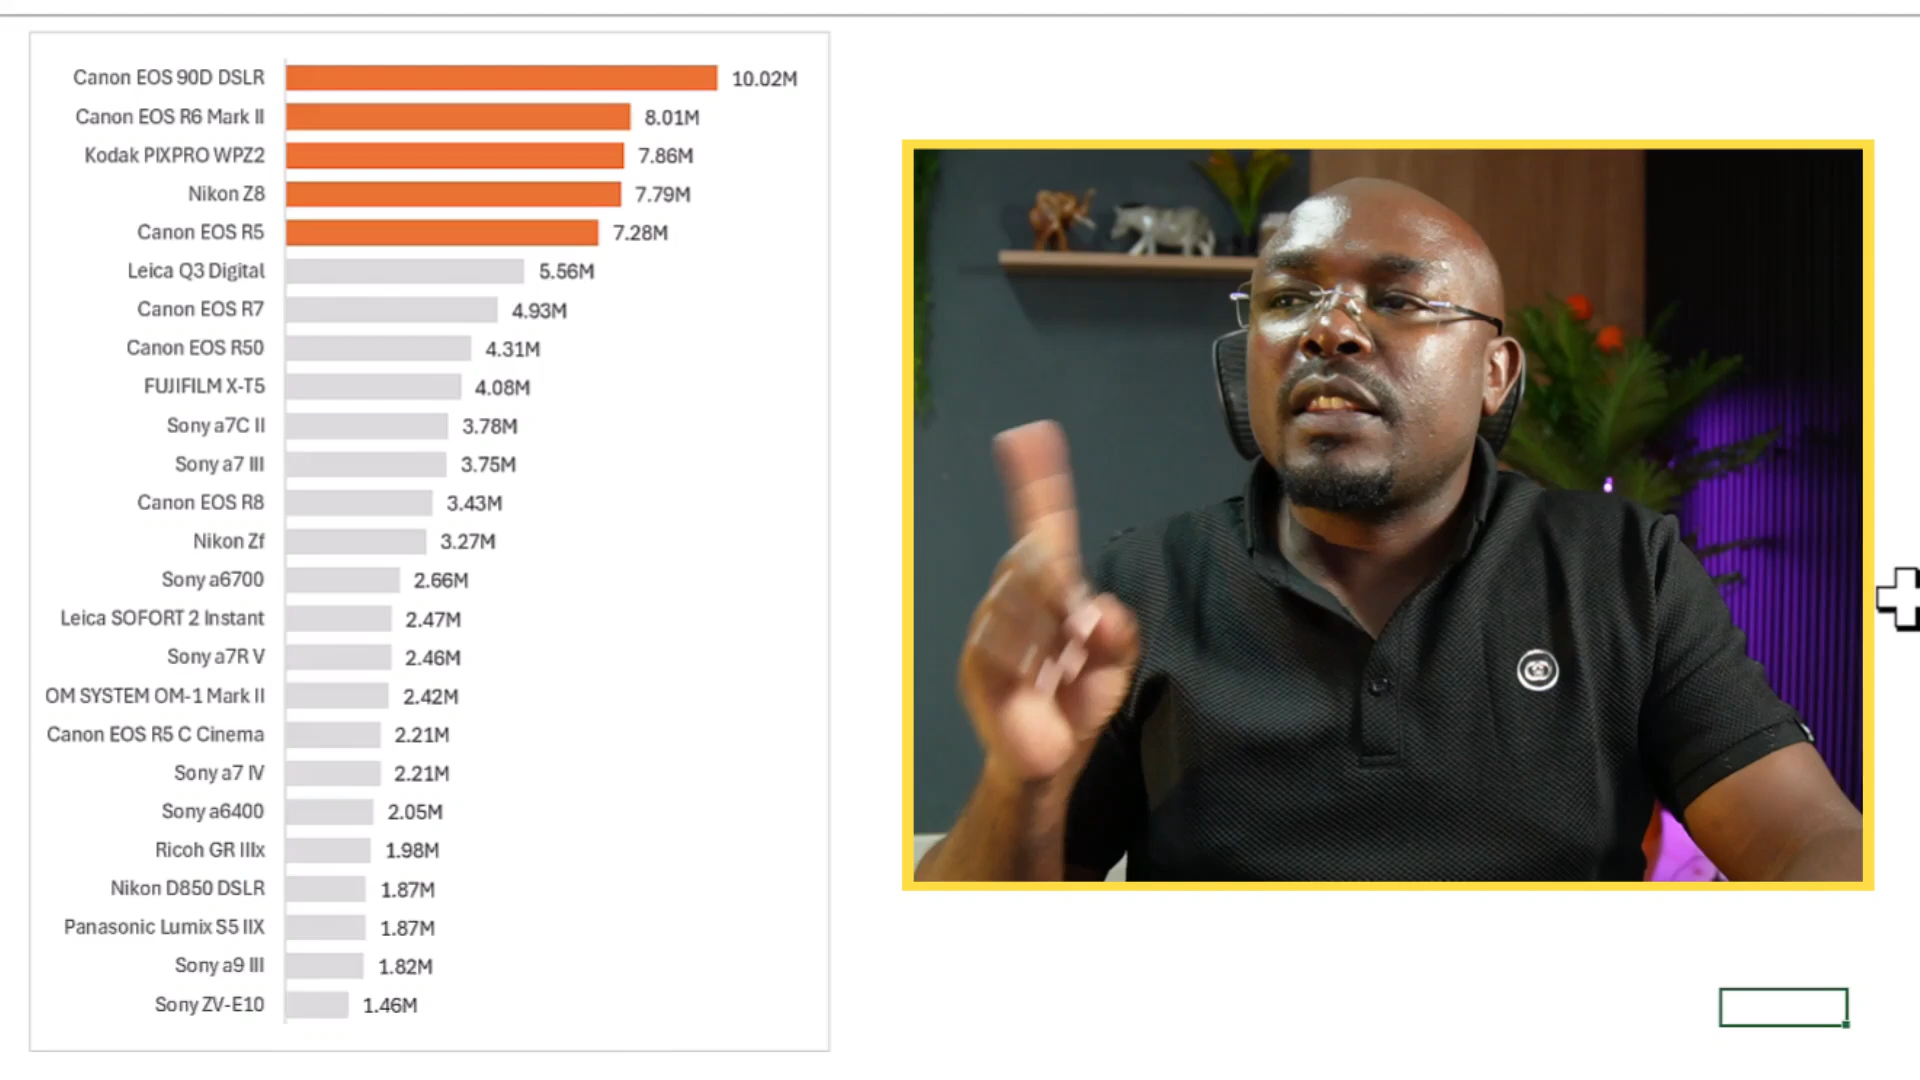 Canon EOS 90D DSLR 10.02M
Canon EOS R6 Mark II 8.01M
Kodak PIXPRO WPZ2 7.86M
Nikon Z8 7.79M
Canon EOS R5 7.28M
Leica Q3 Digital 5.56M
Canon EOS R7 4.93M
Canon EOS R50 4.31M
FUJIFILM X-T5 4.08M
Sony a7C II 3.78M
Sony a7 III 3.75M
Canon EOS R8 3.43M
Nikon Zf 3.27M
Sony a6700 2.66M
Leica SOFORT 2 Instant 2.47M
Sony a7R V 2.46M
OM SYSTEM OM-1 Mark II 2.42M
Canon EOS R5 C Cinema 2.21M
Sony a7 IV 2.21M
Sony a6400 2.05M
Ricoh GR IIIx 1.98M
Nikon D850 DSLR 1.87M
Panasonic Lumix S5 IIX 1.87M
Sony a9 III 1.82M
Sony ZV-E10 1.46M